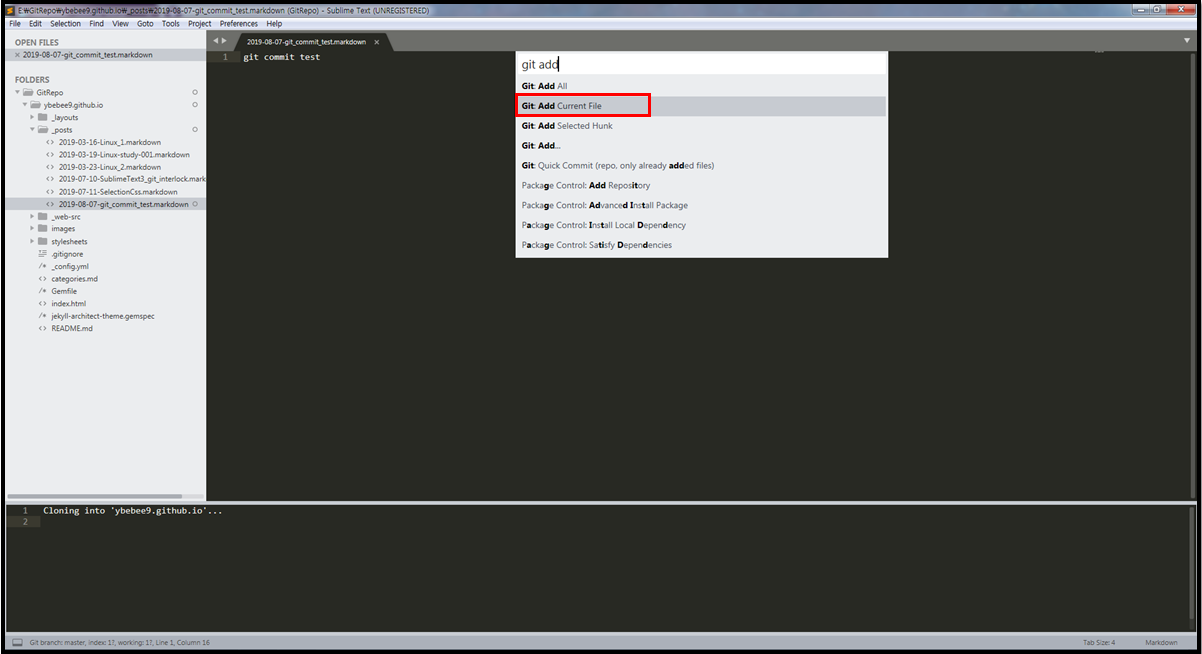 E:₩GitRepo₩ybebee9.github.io₩_posts₩2019-08-07-git_commit_test.markdown (GitRepo) - Sublime Text (UNREGISTERED)
File Edit Selection Find View Goto Tools Project Preferences Help
OPEN FILES
2019-08-07-git_commit_test.markdown
FOLDERS
GitRepo
ybebee9.github.io
_layouts
_posts
2019-03-16-Linux_1.markdown
2019-03-19-Linux-study-001.markdown
2019-03-23-Linux_2.markdown
2019-07-10-SublimeText3_git_interlock.mark
2019-07-11-SelectionCss.markdown
2019-08-07-git_commit_test.markdown
_web-src
images
stylesheets
.gitignore
_config.yml
categories.md
Gemfile
index.html
jekyll-architect-theme.gemspec
README.md
2019-08-07-git_commit_test.markdown
1 git commit test
git add
Git: Add All
Git: Add Current File
Git: Add Selected Hunk
Git: Add...
Git: Quick Commit (repo, only already added files)
Package Control: Add Repository
Package Control: Advanced Install Package
Package Control: Install Local Dependency
Package Control: Satisfy Dependencies
1 Cloning into 'ybebee9.github.io'...
2
Git branch: master, index: 1?, working: 1?, Line 1, Column 16
Tab Size: 4
Markdown